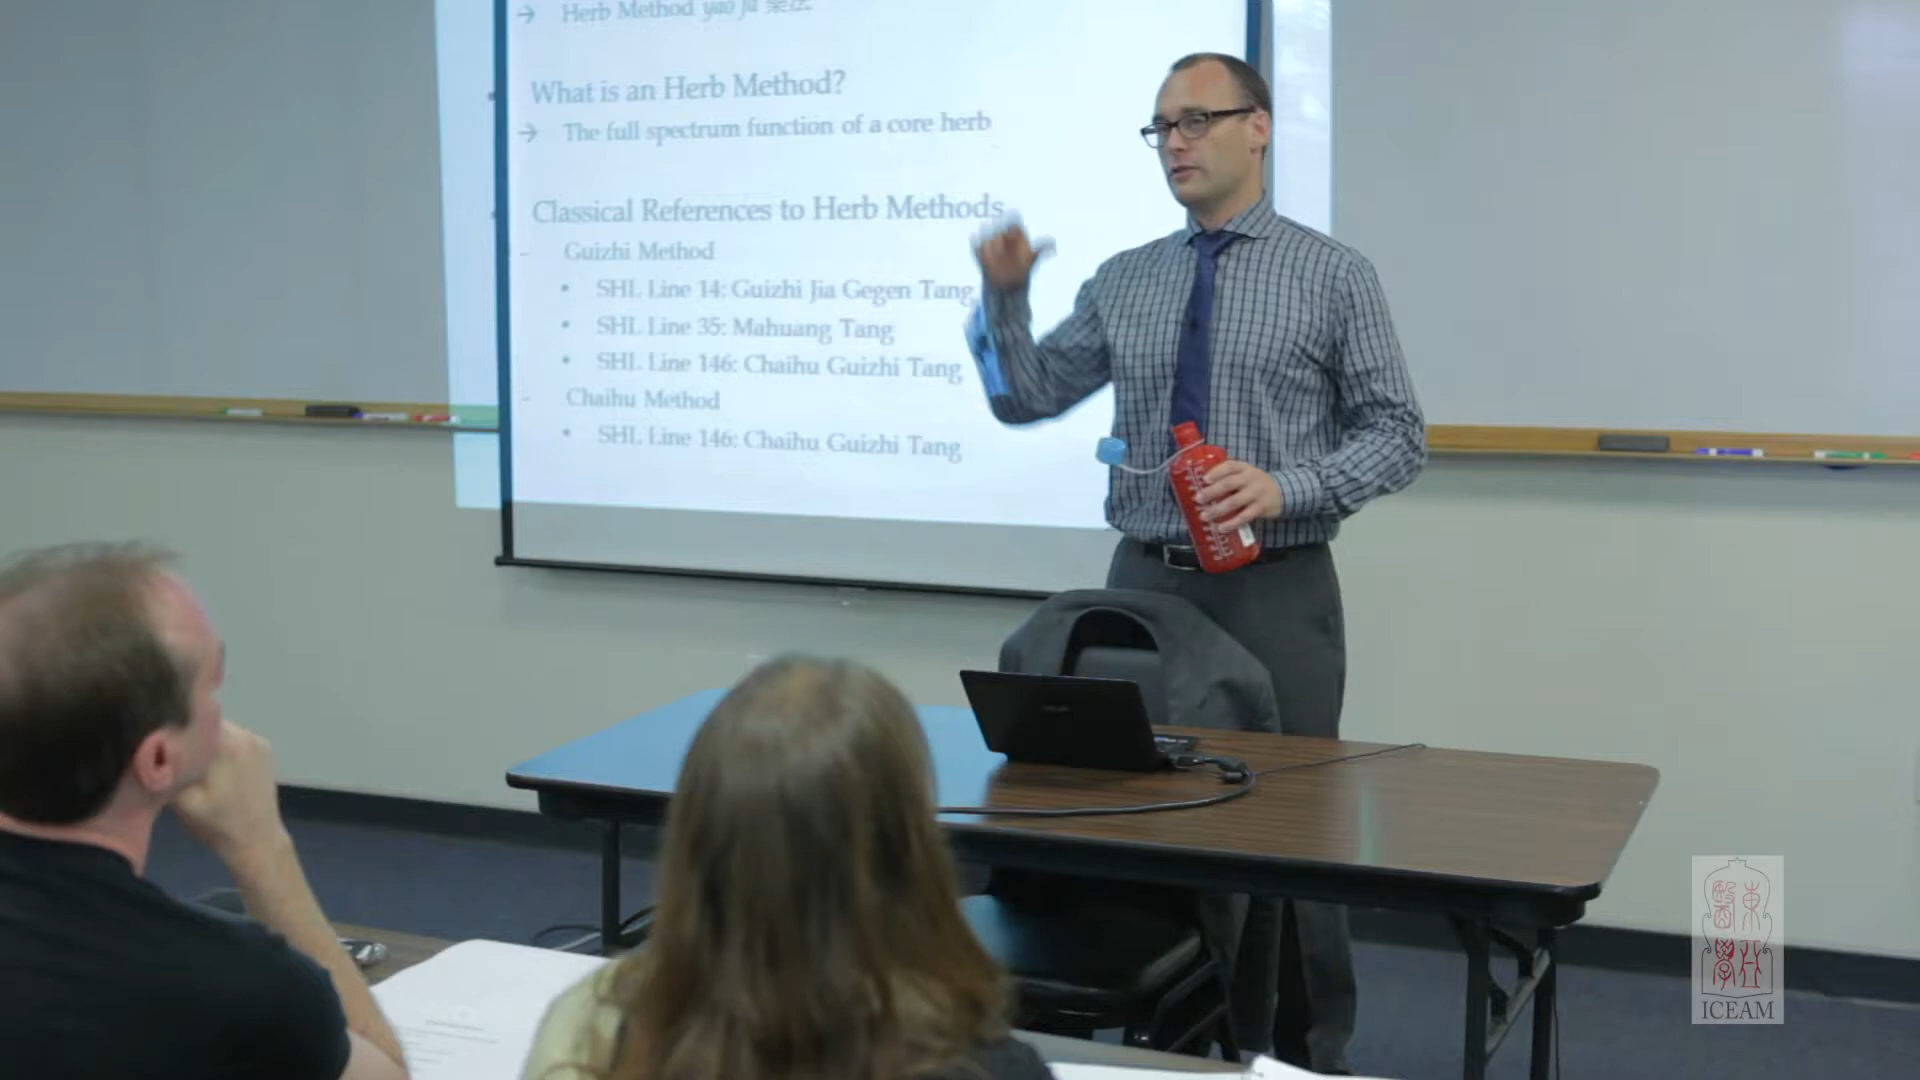 → Herb Method yao fa 藥法
What is an Herb Method?
→ The full spectrum function of a core herb
Classical References to Herb Methods
- Guizhi Method
• SHL Line 14: Guizhi Jia Gegen Tang
• SHL Line 35: Mahuang Tang
• SHL Line 146: Chaihu Guizhi Tang
- Chaihu Method
• SHL Line 146: Chaihu Guizhi Tang
ICEAM